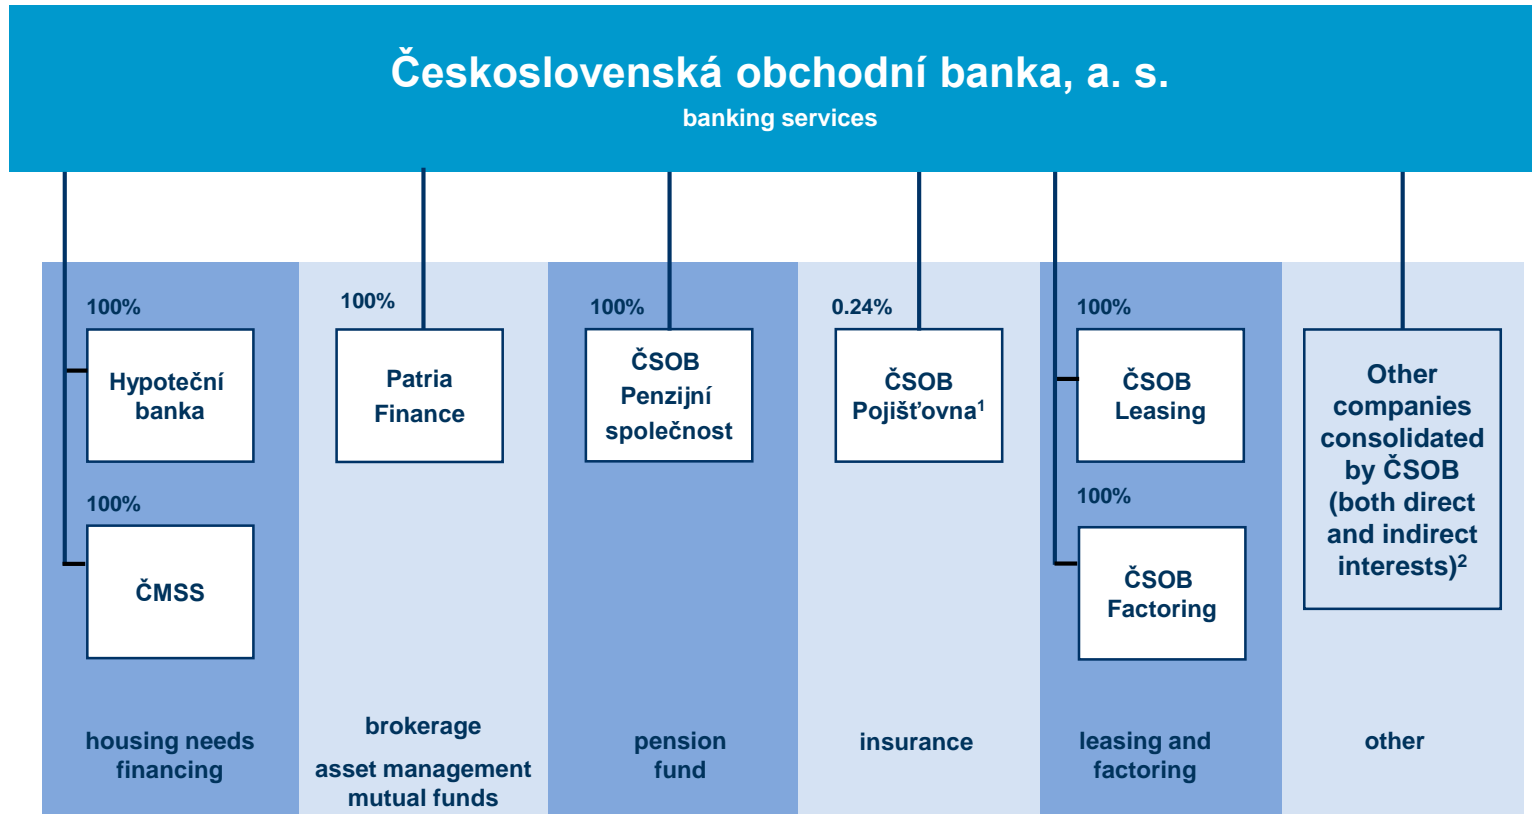 Československá obchodní banka, a. s.
banking services
100%
Hypoteční
banka
100%
ČMSS
housing needs
financing
100%
Patria
Finance
brokerage
asset management
mutual funds
100%
ČSOB
Penzijní
společnost
pension
fund
0.24%
ČSOB
Pojišťovna¹
insurance
100%
ČSOB
Leasing
100%
ČSOB
Factoring
leasing and
factoring
Other
companies
consolidated
by ČSOB
(both direct
and indirect
interests)²
other